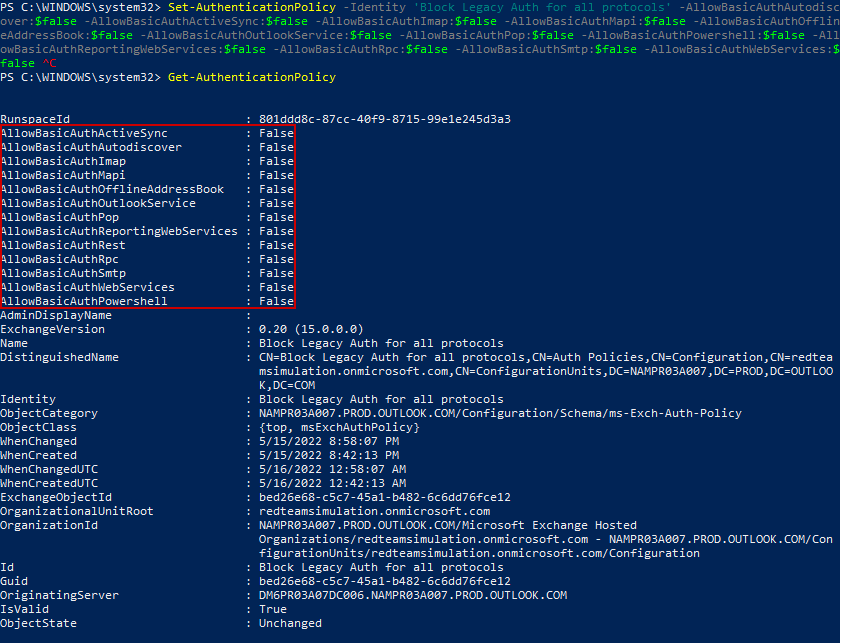 PS C:\WINDOWS\system32> Set-AuthenticationPolicy -Identity 'Block Legacy Auth for all protocols' -AllowBasicAuthAutodisc
over:$false -AllowBasicAuthActiveSync:$false -AllowBasicAuthImap:$false -AllowBasicAuthMapi:$false -AllowBasicAuthOfflin
eAddressBook:$false -AllowBasicAuthOutlookService:$false -AllowBasicAuthPop:$false -AllowBasicAuthPowershell:$false -All
owBasicAuthReportingWebServices:$false -AllowBasicAuthRpc:$false -AllowBasicAuthSmtp:$false -AllowBasicAuthWebServices:$
false ^C
PS C:\WINDOWS\system32> Get-AuthenticationPolicy
RunspaceId : 801ddd8c-87cc-40f9-8715-99e1e245d3a3
AllowBasicAuthActiveSync : False
AllowBasicAuthAutodiscover : False
AllowBasicAuthImap : False
AllowBasicAuthMapi : False
AllowBasicAuthOfflineAddressBook : False
AllowBasicAuthOutlookService : False
AllowBasicAuthPop : False
AllowBasicAuthReportingWebServices : False
AllowBasicAuthRest : False
AllowBasicAuthRpc : False
AllowBasicAuthSmtp : False
AllowBasicAuthWebServices : False
AllowBasicAuthPowershell : False
AdminDisplayName :
ExchangeVersion : 0.20 (15.0.0.0)
Name : Block Legacy Auth for all protocols
DistinguishedName : CN=Block Legacy Auth for all protocols,CN=Auth Policies,CN=Configuration,CN=redtea
msimulation.onmicrosoft.com,CN=ConfigurationUnits,DC=NAMPR03A007,DC=PROD,DC=OUTLOO
K,DC=COM
Identity : Block Legacy Auth for all protocols
ObjectCategory : NAMPR03A007.PROD.OUTLOOK.COM/Configuration/Schema/ms-Exch-Auth-Policy
ObjectClass : {top, msExchAuthPolicy}
WhenChanged : 5/15/2022 8:58:07 PM
WhenCreated : 5/15/2022 8:42:13 PM
WhenChangedUTC : 5/16/2022 12:58:07 AM
WhenCreatedUTC : 5/16/2022 12:42:13 AM
ExchangeObjectId : bed26e68-c5c7-45a1-b482-6c6dd76fce12
OrganizationalUnitRoot : redteamsimulation.onmicrosoft.com
OrganizationId : NAMPR03A007.PROD.OUTLOOK.COM/Microsoft Exchange Hosted
Organizations/redteamsimulation.onmicrosoft.com - NAMPR03A007.PROD.OUTLOOK.COM/Con
figurationUnits/redteamsimulation.onmicrosoft.com/Configuration
Id : Block Legacy Auth for all protocols
Guid : bed26e68-c5c7-45a1-b482-6c6dd76fce12
OriginatingServer : DM6PR03A07DC006.NAMPR03A007.PROD.OUTLOOK.COM
IsValid : True
ObjectState : Unchanged